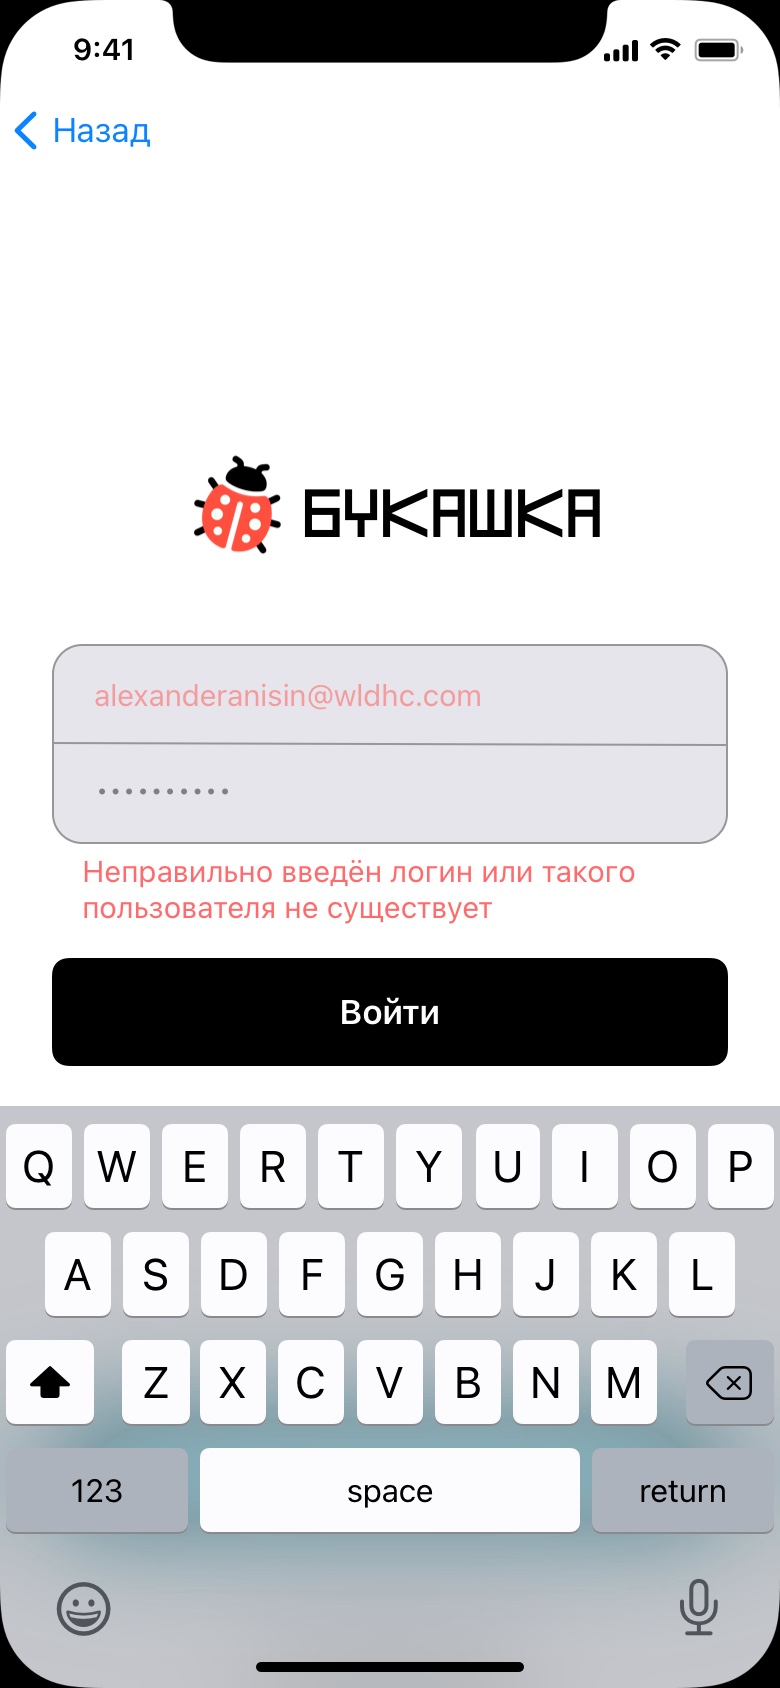 9:41
Назад
БУКАШКА
alexanderanisin@wldhc.com
••••••••••
Неправильно введён логин или такого
пользователя не существует
Войти
Q W E R T Y U I O P
A S D F G H J K L
Z X C V B N M
123 space return